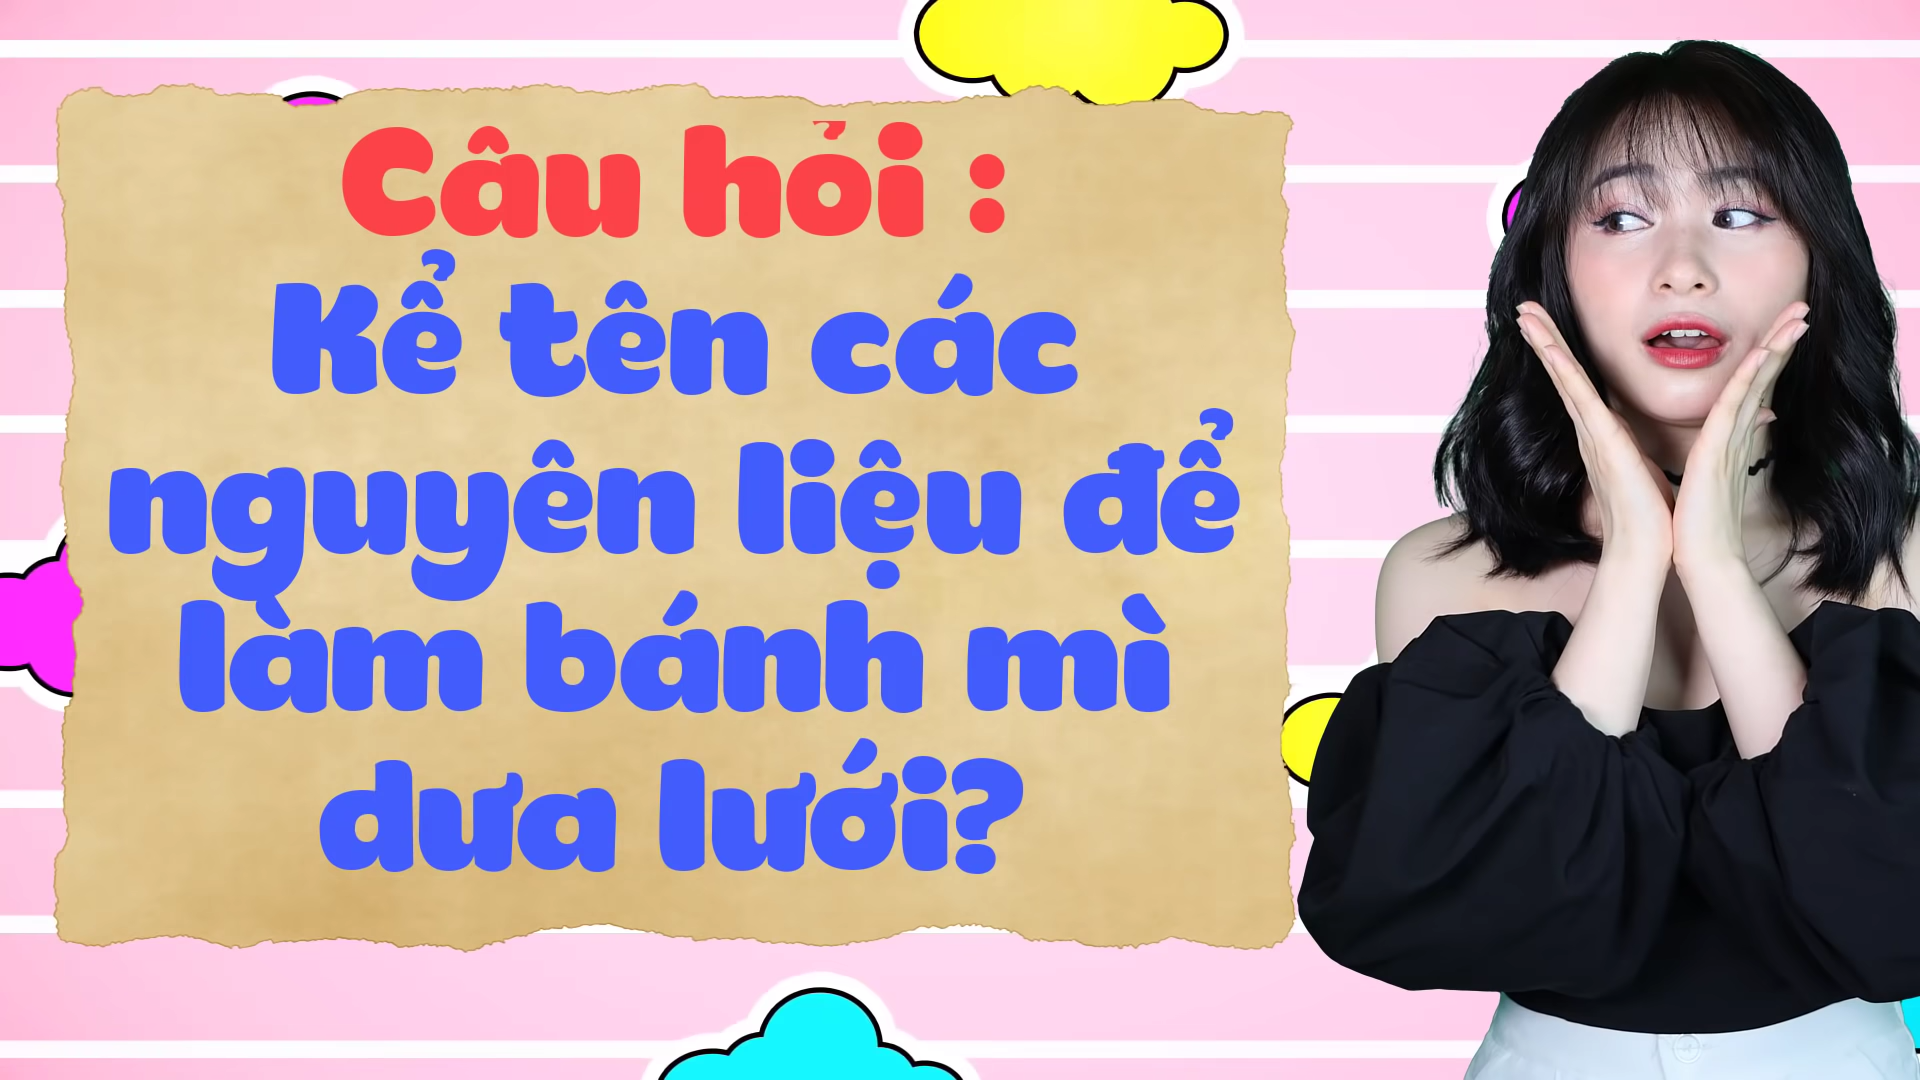 Câu hỏi :
Kể tên các
nguyên liệu để
làm bánh mì
dưa lưới?